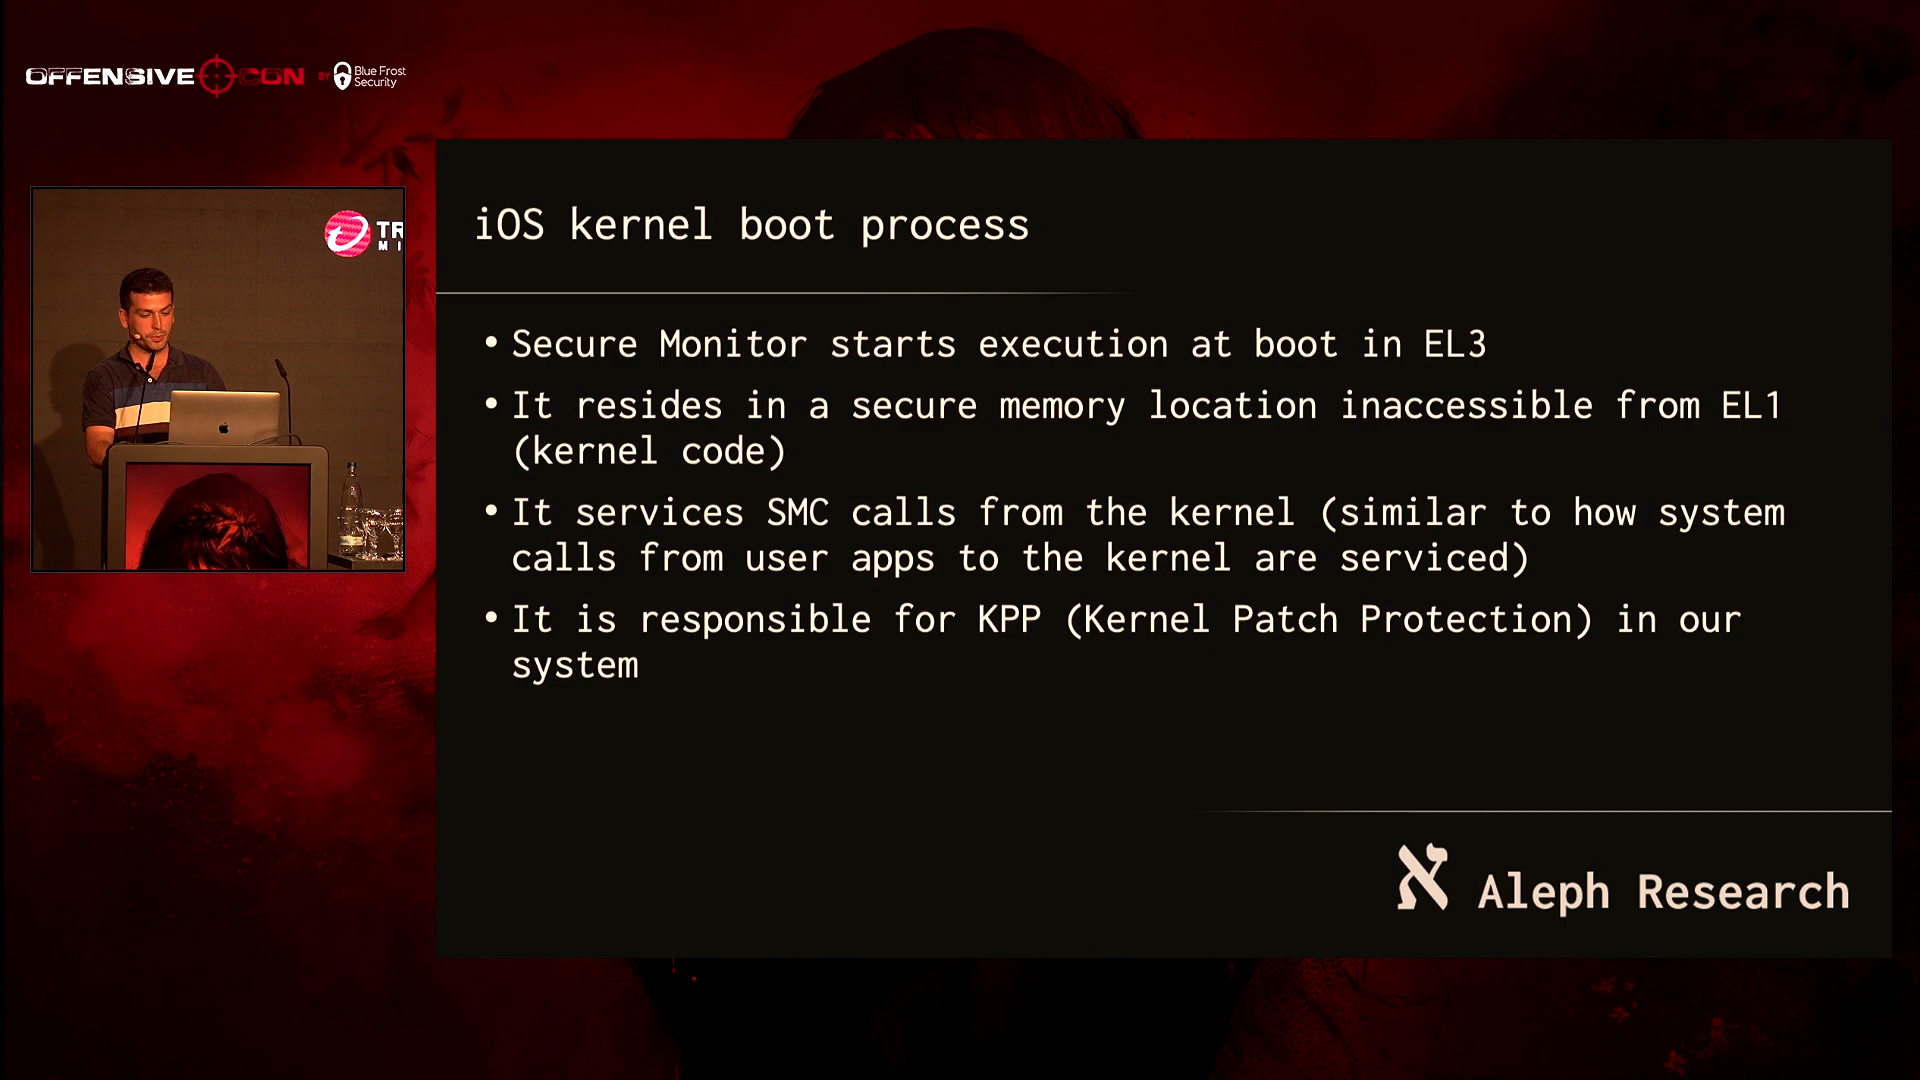 OFFENSIVE CON BY Blue Frost
Security
TR
M I
iOS kernel boot process
• Secure Monitor starts execution at boot in EL3
• It resides in a secure memory location inaccessible from EL1
(kernel code)
• It services SMC calls from the kernel (similar to how system
calls from user apps to the kernel are serviced)
• It is responsible for KPP (Kernel Patch Protection) in our
system
א Aleph Research